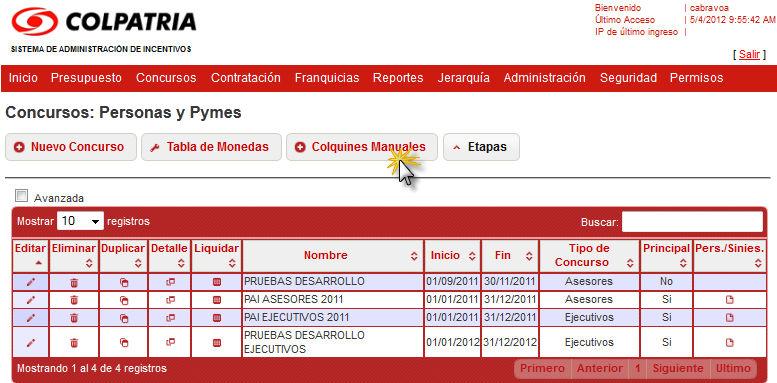 COLPATRIA
SISTEMA DE ADMINISTRACIÓN DE INCENTIVOS
Bienvenido | cabravoa
Último Acceso | 5/4/2012 9:55:42 AM
IP de último ingreso |
[ Salir ]
Inicio Presupuesto Concursos Contratación Franquicias Reportes Jerarquía Administración Seguridad Permisos
Concursos: Personas y Pymes
Nuevo Concurso Tabla de Monedas Colquines Manuales Etapas
Avanzada
Mostrar 10 registros Buscar:
Editar Eliminar Duplicar Detalle Liquidar Nombre Inicio Fin Tipo de Concurso Principal Pers./Sinies.
PRUEBAS DESARROLLO 01/09/2011 30/11/2011 Asesores No
PAI ASESORES 2011 01/01/2011 31/12/2011 Asesores Si
PAI EJECUTIVOS 2011 01/01/2011 31/12/2011 Ejecutivos Si
PRUEBAS DESARROLLO EJECUTIVOS 01/01/2012 31/12/2012 Ejecutivos Si
Mostrando 1 al 4 de 4 registros Primero Anterior 1 Siguiente Ultimo